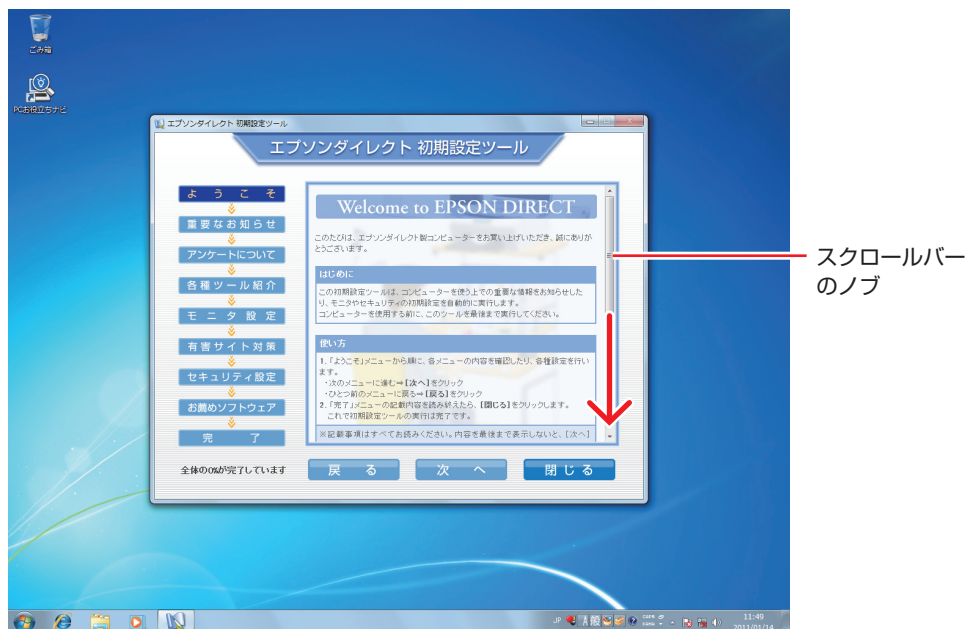 ごみ箱
PCお役立ちナビ
エプソンダイレクト 初期設定ツール
エプソンダイレクト 初期設定ツール
ようこそ
重要なお知らせ
アンケートについて
各種ツール紹介
モニタ設定
有害サイト対策
セキュリティ設定
お薦めソフトウェア
完了
全体の0%が完了しています
Welcome to EPSON DIRECT
このたびは、エプソンダイレクト製コンピューターをお買い上げいただき、誠にありが
とうございます。
はじめに
この初期設定ツールは、コンピューターを使う上での重要な情報をお知らせした
り、モニタやセキュリティの初期設定を自動的に実行します。
コンピューターを使用する前に、このツールを最後まで実行してください。
使い方
1.「ようこそ」メニューから順に、各メニューの内容を確認したり、各種設定を行い
ます。
・次のメニューに進む⇒【次へ】をクリック
・ひとつ前のメニューに戻る⇒【戻る】をクリック
2.「完了」メニューの記載内容を読み終えたら、【閉じる】をクリックします。
これで初期設定ツールの実行は完了です。
※記載事項はすべてお読みください。内容を最後まで表示しないと、【次へ】
戻る
次へ
閉じる
スクロールバー
のノブ
JP
A 般
CAPS
KANA
11:49
2011/01/14